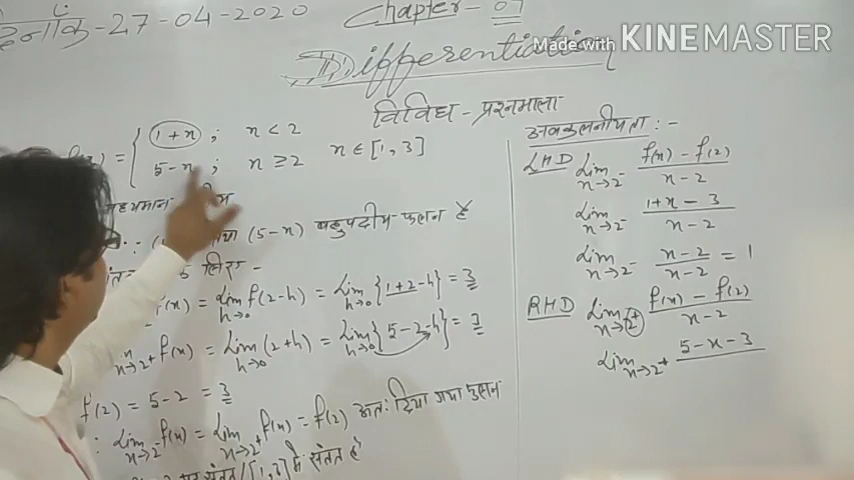 दिनांक-27-04-2020
Chapter - 07
Differentiation
Made with KINEMASTER
विविध - प्रश्नमाला
f(x) = { 1+x ; x < 2
5-x ; x ≥ 2 x ∈ [1, 3]
(5-x) बहुपदीय फलन है
के लिए -
f(x) = Lim h→0 f(2-h) = Lim h→0 {1+2-h} = 3
x→2+ f(x) = Lim h→0 (2+h) = Lim h→0 {5-2-h} = 3
f(2) = 5-2 = 3
∴ Lim x→2- f(x) = Lim x→2+ f(x) = f(2) अतः दिया गया फलन
[1, 3] में संतत है
अवकलनीयता :-
LHD Lim x→2- f(x) - f(2) / x-2
Lim x→2- 1+x-3 / x-2
Lim x→2- x-2 / x-2 = 1
RHD Lim x→2+ f(x) - f(2) / x-2
Lim x→2+ 5-x-3